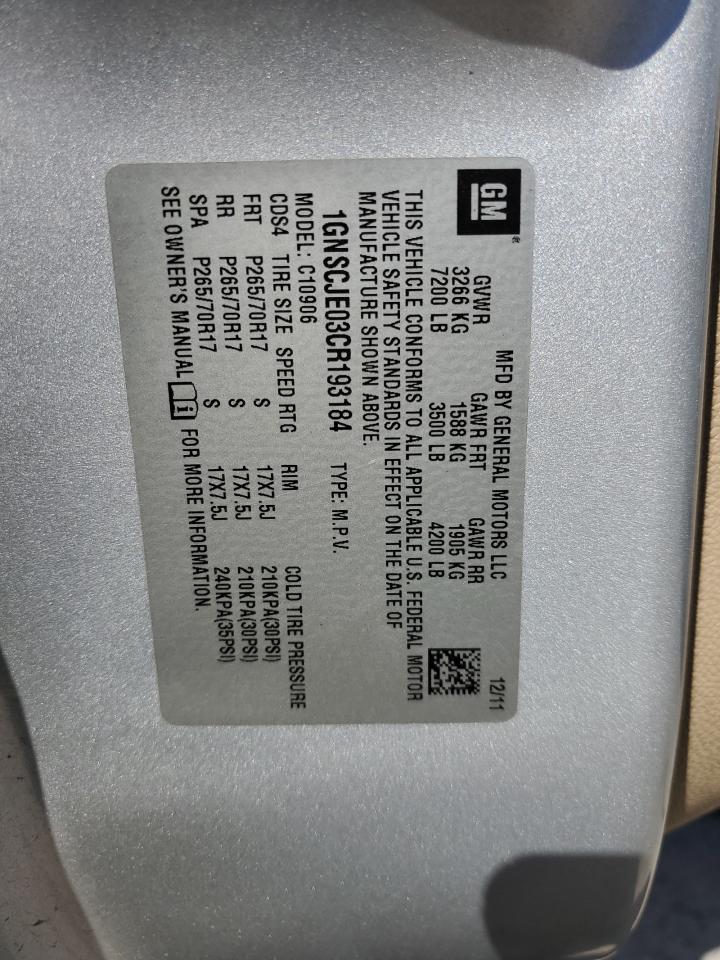 GM®
MFD BY GENERAL MOTORS LLC 12/11
GVWR GAWR FRT GAWR RR
3266 KG 1588 KG 1905 KG
7200 LB 3500 LB 4200 LB
THIS VEHICLE CONFORMS TO ALL APPLICABLE U.S. FEDERAL MOTOR
VEHICLE SAFETY STANDARDS IN EFFECT ON THE DATE OF
MANUFACTURE SHOWN ABOVE.
1GNSCJE03CR193184 TYPE: M.P.V.
MODEL: C10906
CDS4 TIRE SIZE SPEED RTG RIM COLD TIRE PRESSURE
FRT P265/70R17 S 17X7.5J 210KPA(30PSI)
RR P265/70R17 S 17X7.5J 210KPA(30PSI)
SPA P265/70R17 S 17X7.5J 240KPA(35PSI)
SEE OWNER'S MANUAL i FOR MORE INFORMATION.